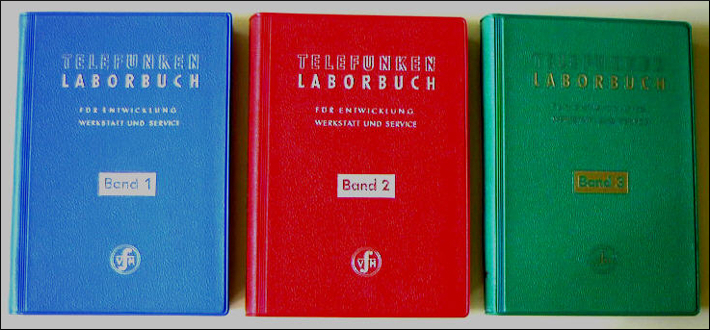 TELEFUNKEN
LABORBUCH
FÜR ENTWICKLUNG
WERKSTATT UND SERVICE
Band 1
TELEFUNKEN
LABORBUCH
FÜR ENTWICKLUNG
WERKSTATT UND SERVICE
Band 2
TELEFUNKEN
LABORBUCH
Band 3